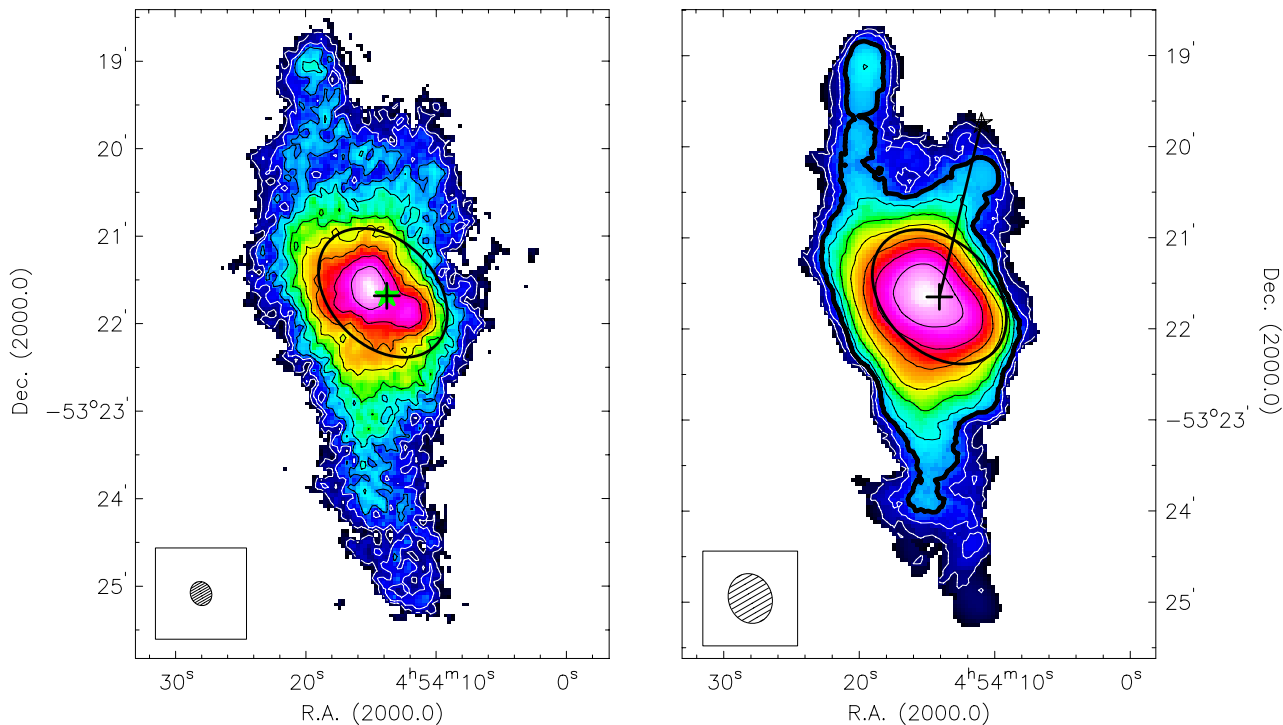 19'
20'
21'
22'
−53°23'
24'
25'
Dec. (2000.0)
30ˢ
20ˢ
4ʰ54ᵐ10ˢ
0ˢ
R.A. (2000.0)
19'
20'
21'
22'
−53°23'
24'
25'
Dec. (2000.0)
30ˢ
20ˢ
4ʰ54ᵐ10ˢ
0ˢ
R.A. (2000.0)